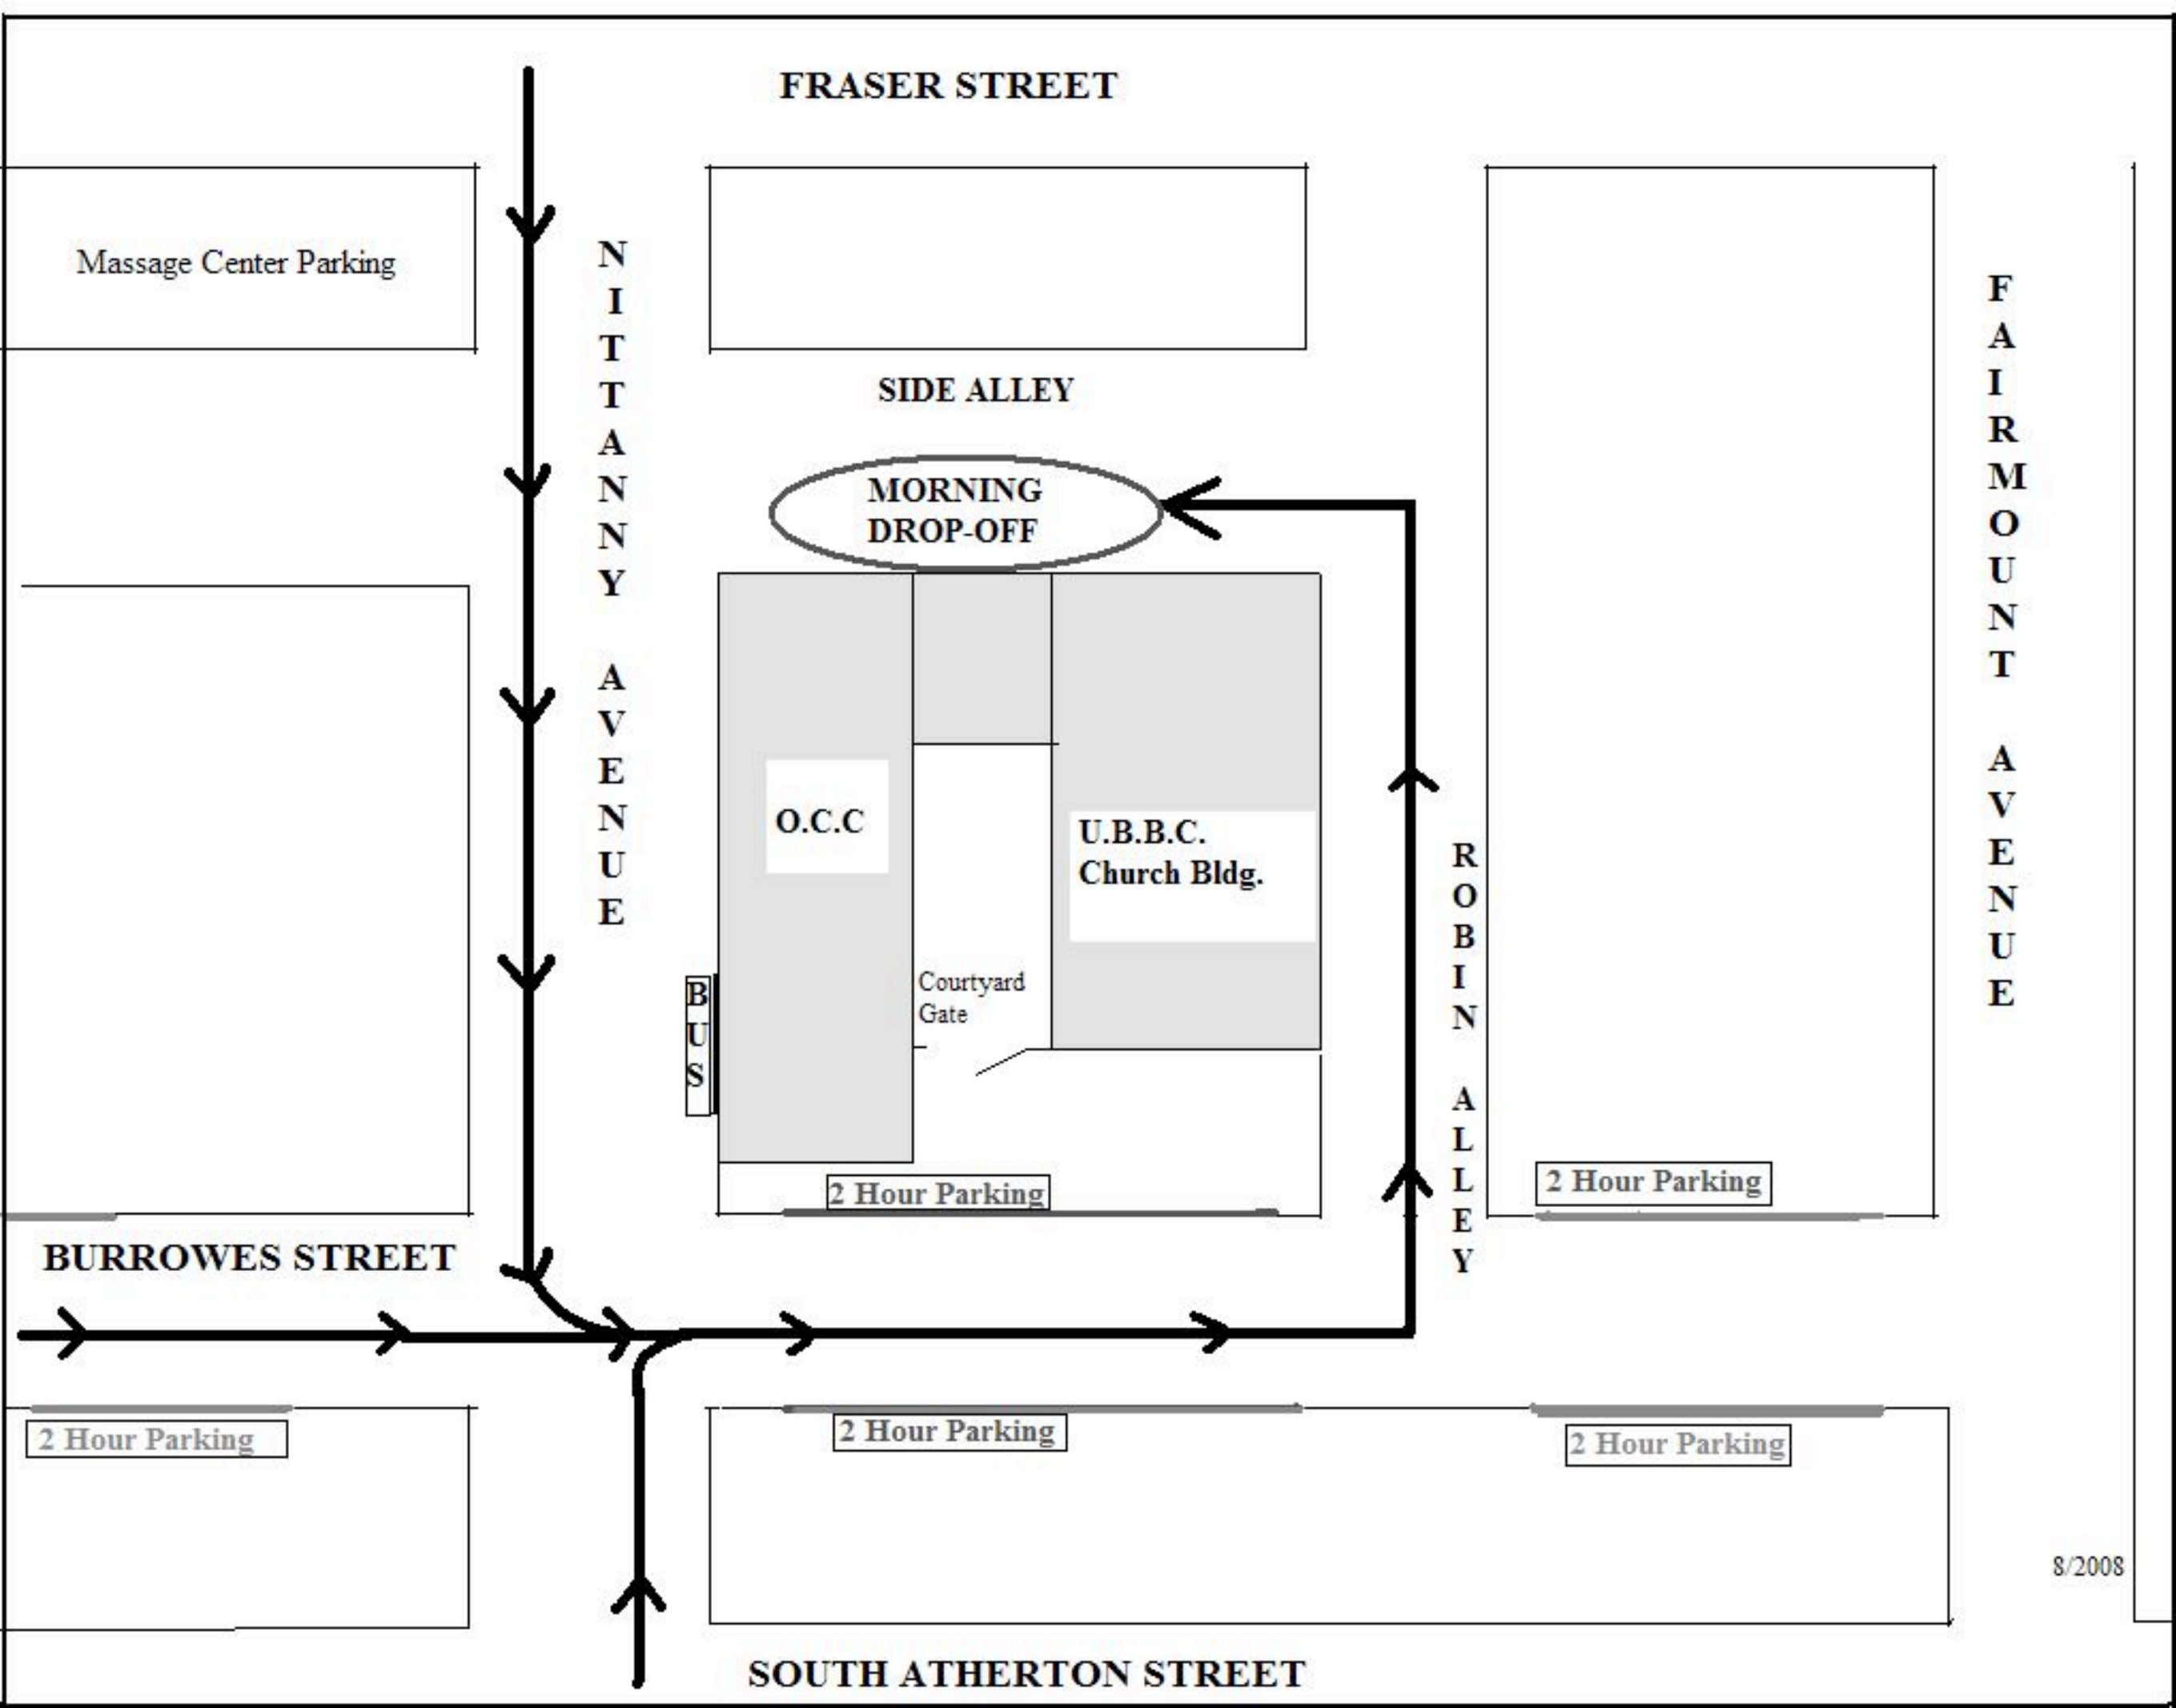 FRASER STREET
Massage Center Parking
NITTANNY AVENUE
FAIRMOUNT AVENUE
SIDE ALLEY
MORNING
DROP-OFF
O.C.C
U.B.B.C.
Church Bldg.
ROBIN ALLEY
Courtyard
Gate
BUS
2 Hour Parking
2 Hour Parking
BURROWES STREET
2 Hour Parking
2 Hour Parking
2 Hour Parking
8/2008
SOUTH ATHERTON STREET